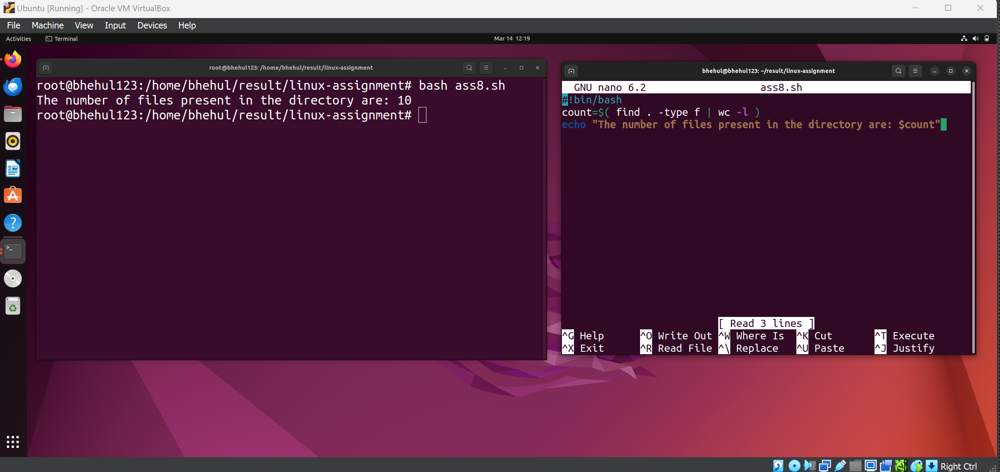 Ubuntu [Running] - Oracle VM VirtualBox
File Machine View Input Devices Help
Activities Terminal Mar 14 12:19
root@bhehul123: /home/bhehul/result/linux-assignment
root@bhehul123:/home/bhehul/result/linux-assignment# bash ass8.sh
The number of files present in the directory are: 10
root@bhehul123:/home/bhehul/result/linux-assignment#
bhehul@bhehul123: ~/result/linux-assignment
GNU nano 6.2 ass8.sh
#!bin/bash
count=$( find . -type f | wc -l )
echo "The number of files present in the directory are: $count"
[ Read 3 lines ]
^G Help ^O Write Out ^W Where Is ^K Cut ^T Execute
^X Exit ^R Read File ^\ Replace ^U Paste ^J Justify
Right Ctrl